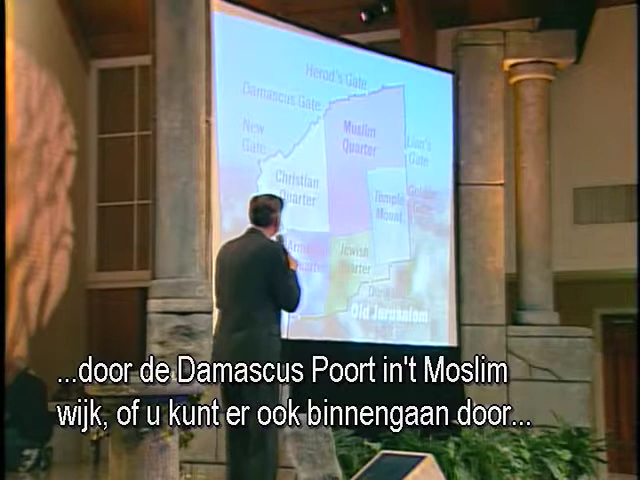 Herod's Gate
Damascus Gate
New
Gate
Muslim
Quarter
Lion's
Gate
Christian
Quarter
Temple
Mount
Golden
Jewish
Quarter
Old Jerusalem
...door de Damascus Poort in't Moslim
wijk, of u kunt er ook binnengaan door...